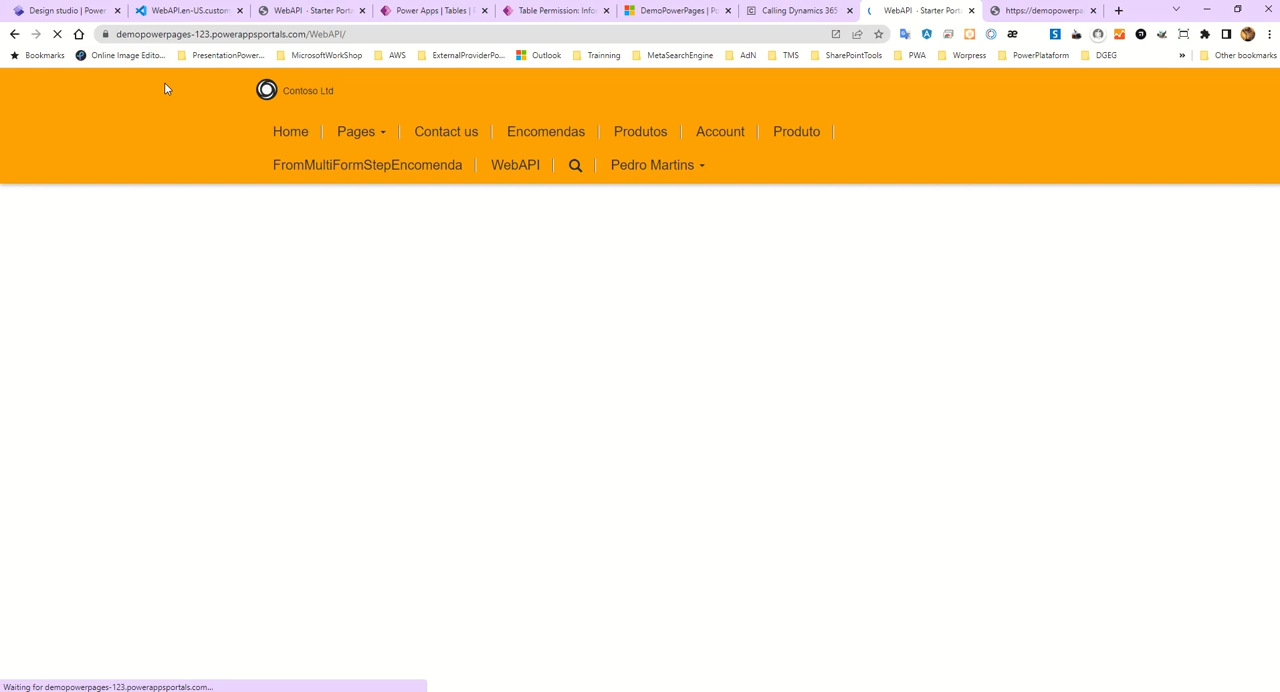 Design studio | Power
WebAPI.en-US.custom
WebAPI · Starter Porta
Power Apps | Tables | P
Table Permission: Info
DemoPowerPages | Po
Calling Dynamics 365
WebAPI · Starter Porta
https://demopowerpa
demopowerpages-123.powerappsportals.com/WebAPI/
Bookmarks
Online Image Edito...
PresentationPower...
MicrosoftWorkShop
AWS
ExternalProviderPo...
Outlook
Trainning
MetaSearchEngine
AdN
TMS
SharePointTools
PWA
Worpress
PowerPlataform
DGEG
»
Other bookmarks
Contoso Ltd
Home
Pages
Contact us
Encomendas
Produtos
Account
Produto
FromMultiFormStepEncomenda
WebAPI
Pedro Martins
Waiting for demopowerpages-123.powerappsportals.com...